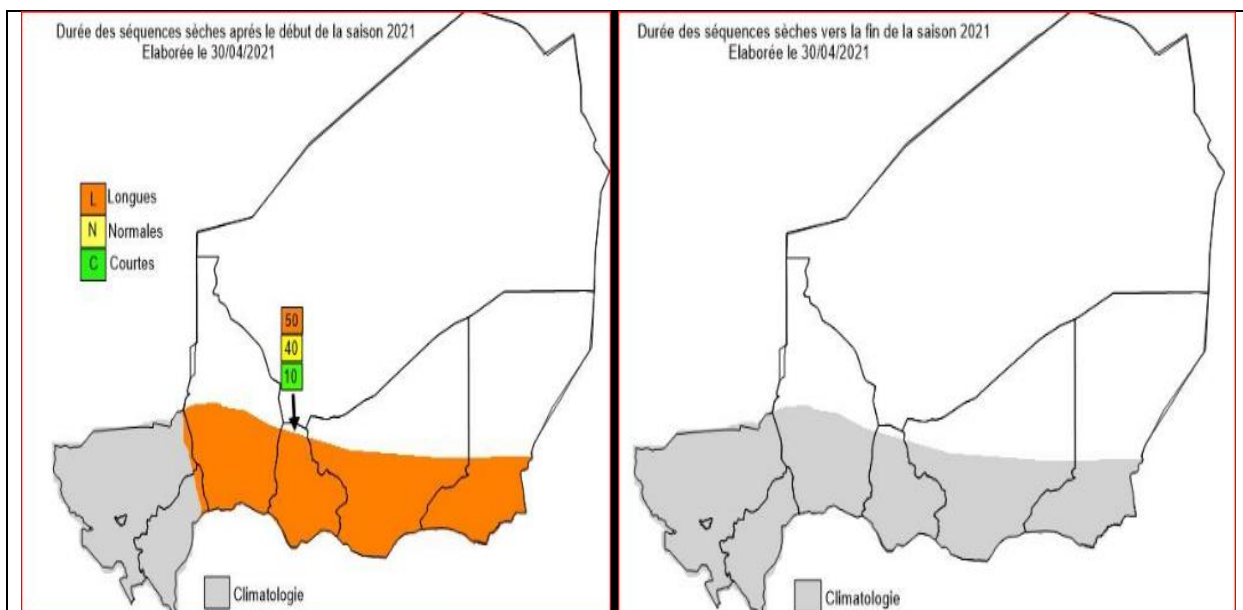 Durée des séquences sèches aprés le début de la saison 2021
Elaborée le 30/04/2021
L Longues
N Normales
C Courtes
50
40
10
Climatologie
Durée des séquences sèches vers la fin de la saison 2021
Elaborée le 30/04/2021
Climatologie